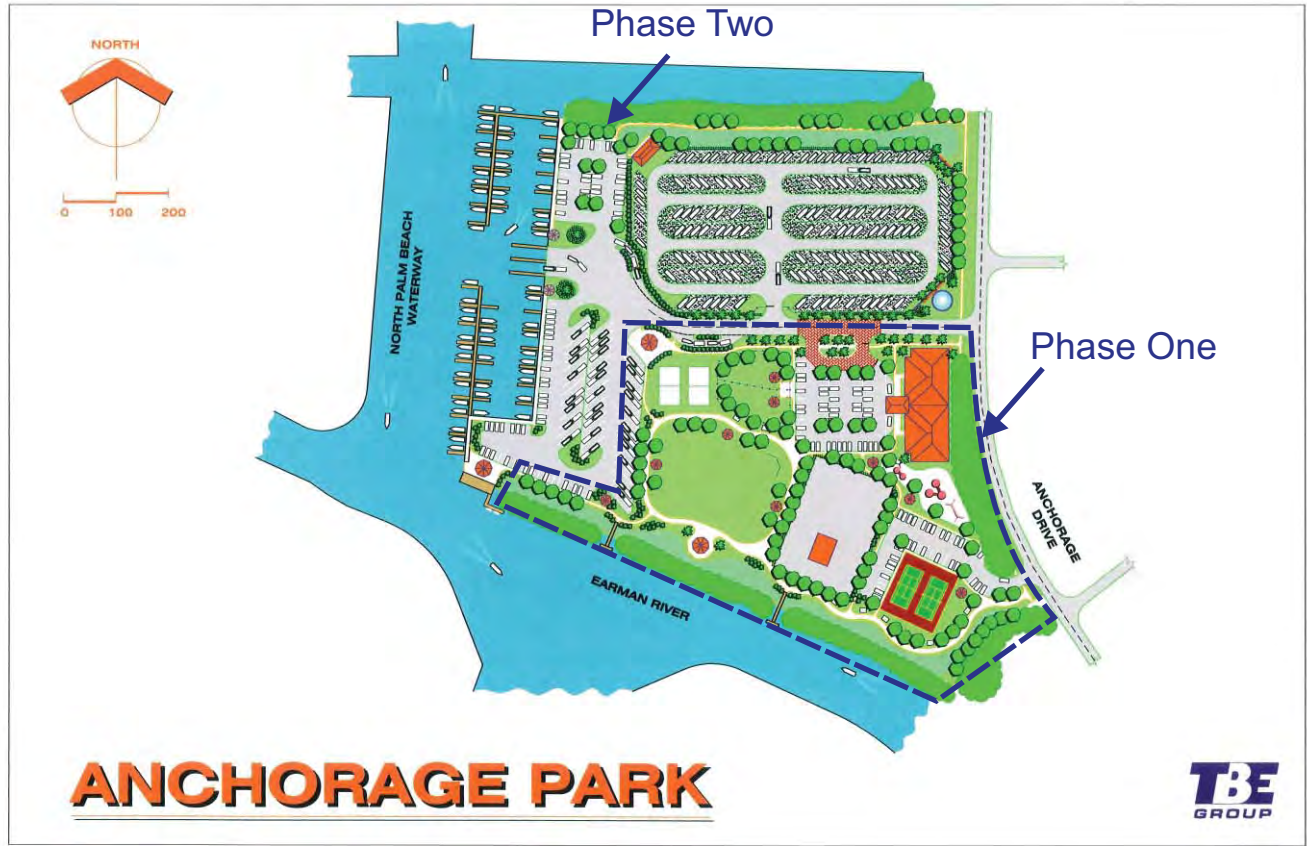 Phase Two
NORTH
0 100 200
NORTH PALM BEACH
WATERWAY
Phase One
ANCHORAGE
DRIVE
EARMAN RIVER
ANCHORAGE PARK
TBE
GROUP